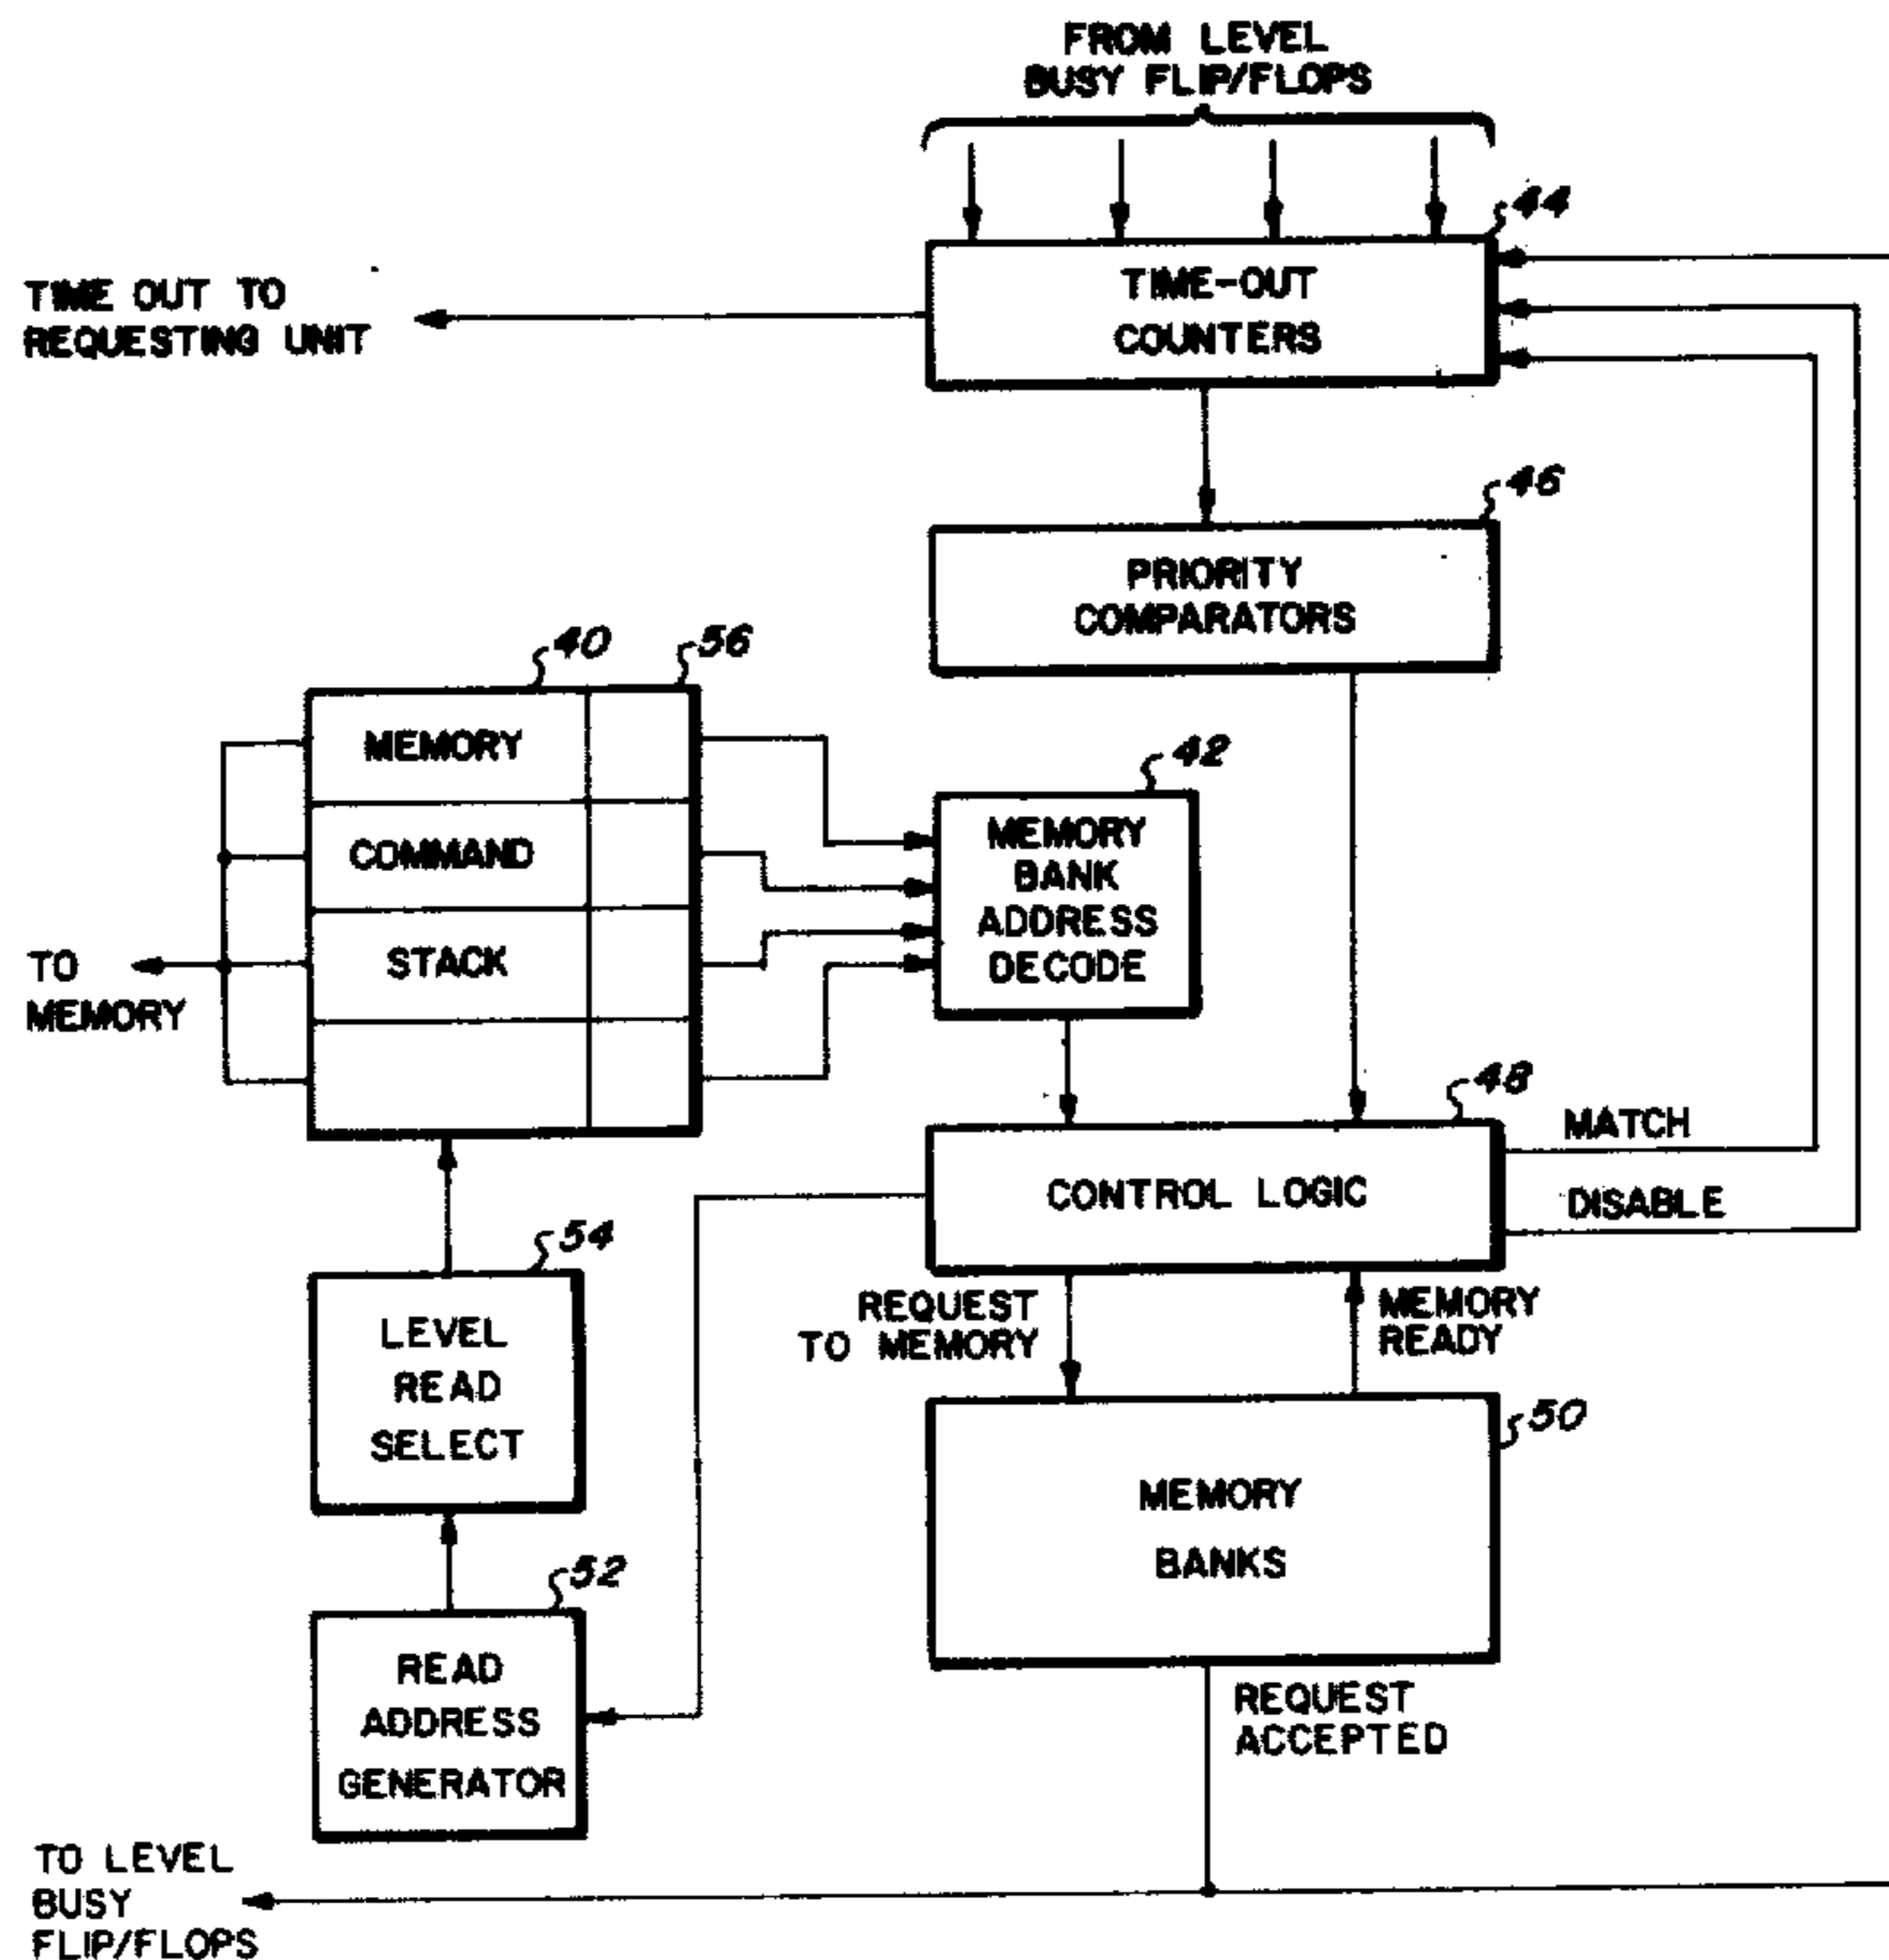 FROM LEVEL
BUSY FLIP/FLOPS
44
TIME OUT TO
REQUESTING UNIT
TIME-OUT
COUNTERS
46
PRIORITY
COMPARATORS
40
56
MEMORY
COMMAND
STACK
TO
MEMORY
42
MEMORY
BANK
ADDRESS
DECODE
48
MATCH
CONTROL LOGIC
DISABLE
54
LEVEL
READ
SELECT
REQUEST
TO MEMORY
MEMORY
READY
50
MEMORY
BANKS
52
READ
ADDRESS
GENERATOR
REQUEST
ACCEPTED
TO LEVEL
BUSY
FLIP/FLOPS